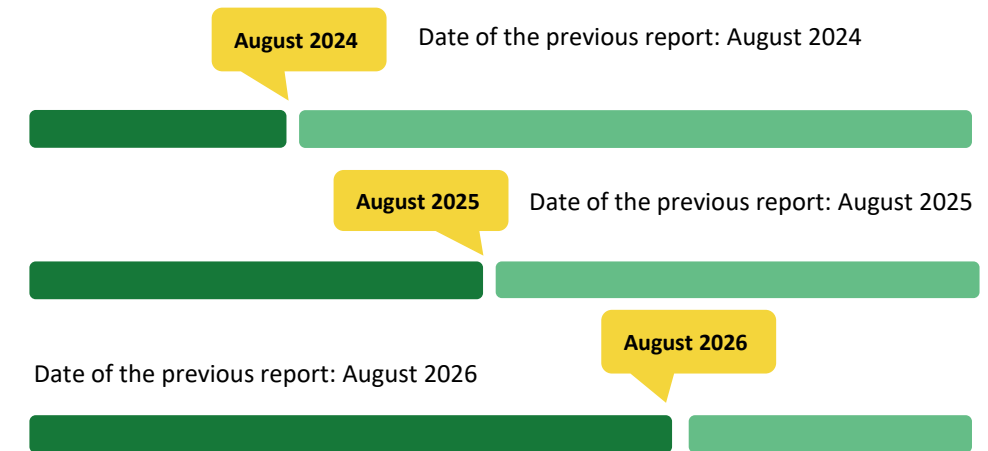 August 2024
Date of the previous report: August 2024
August 2025
Date of the previous report: August 2025
August 2026
Date of the previous report: August 2026